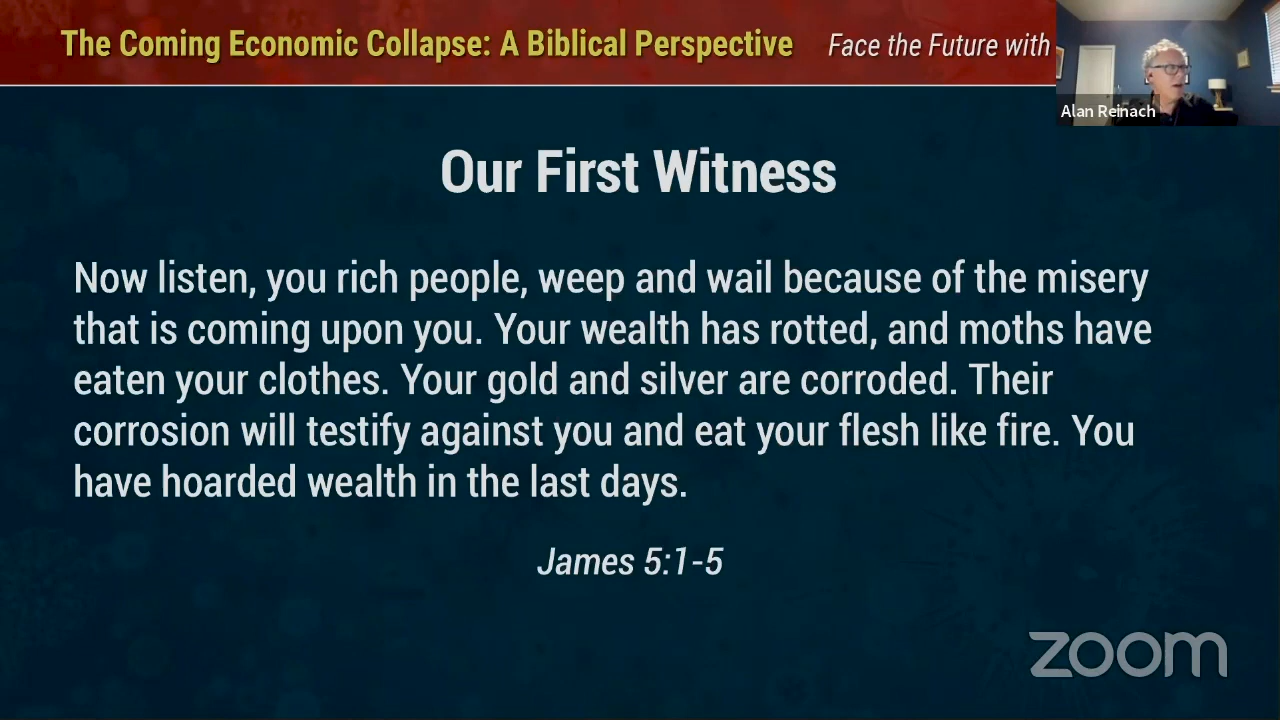 The Coming Economic Collapse: A Biblical Perspective Face the Future with
Alan Reinach
Our First Witness
Now listen, you rich people, weep and wail because of the misery
that is coming upon you. Your wealth has rotted, and moths have
eaten your clothes. Your gold and silver are corroded. Their
corrosion will testify against you and eat your flesh like fire. You
have hoarded wealth in the last days.
James 5:1-5
zoom